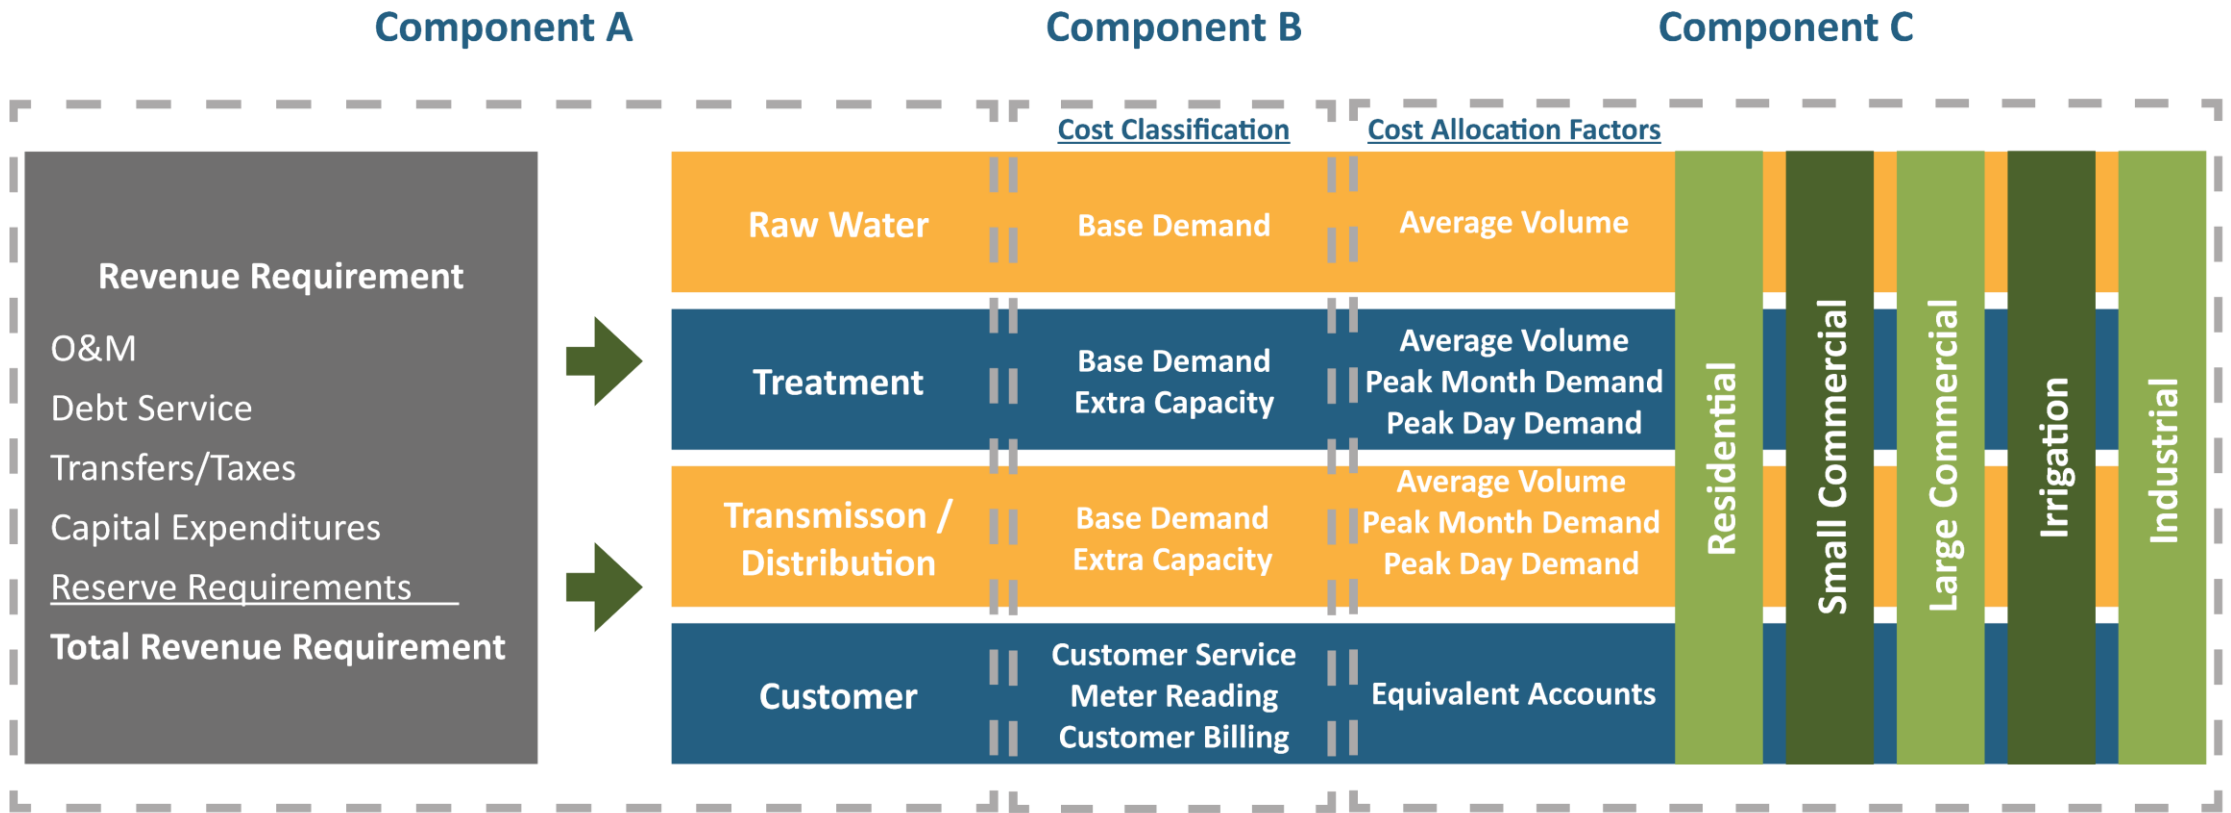 Component A
Component B
Component C
Revenue Requirement
O&M
Debt Service
Transfers/Taxes
Capital Expenditures
Reserve Requirements
Total Revenue Requirement
Raw Water
Treatment
Transmisson /
Distribution
Customer
Cost Classification
Base Demand
Base Demand
Extra Capacity
Base Demand
Extra Capacity
Customer Service
Meter Reading
Customer Billing
Cost Allocation Factors
Average Volume
Average Volume
Peak Month Demand
Peak Day Demand
Average Volume
Peak Month Demand
Peak Day Demand
Equivalent Accounts
Residential
Small Commercial
Large Commercial
Irrigation
Industrial